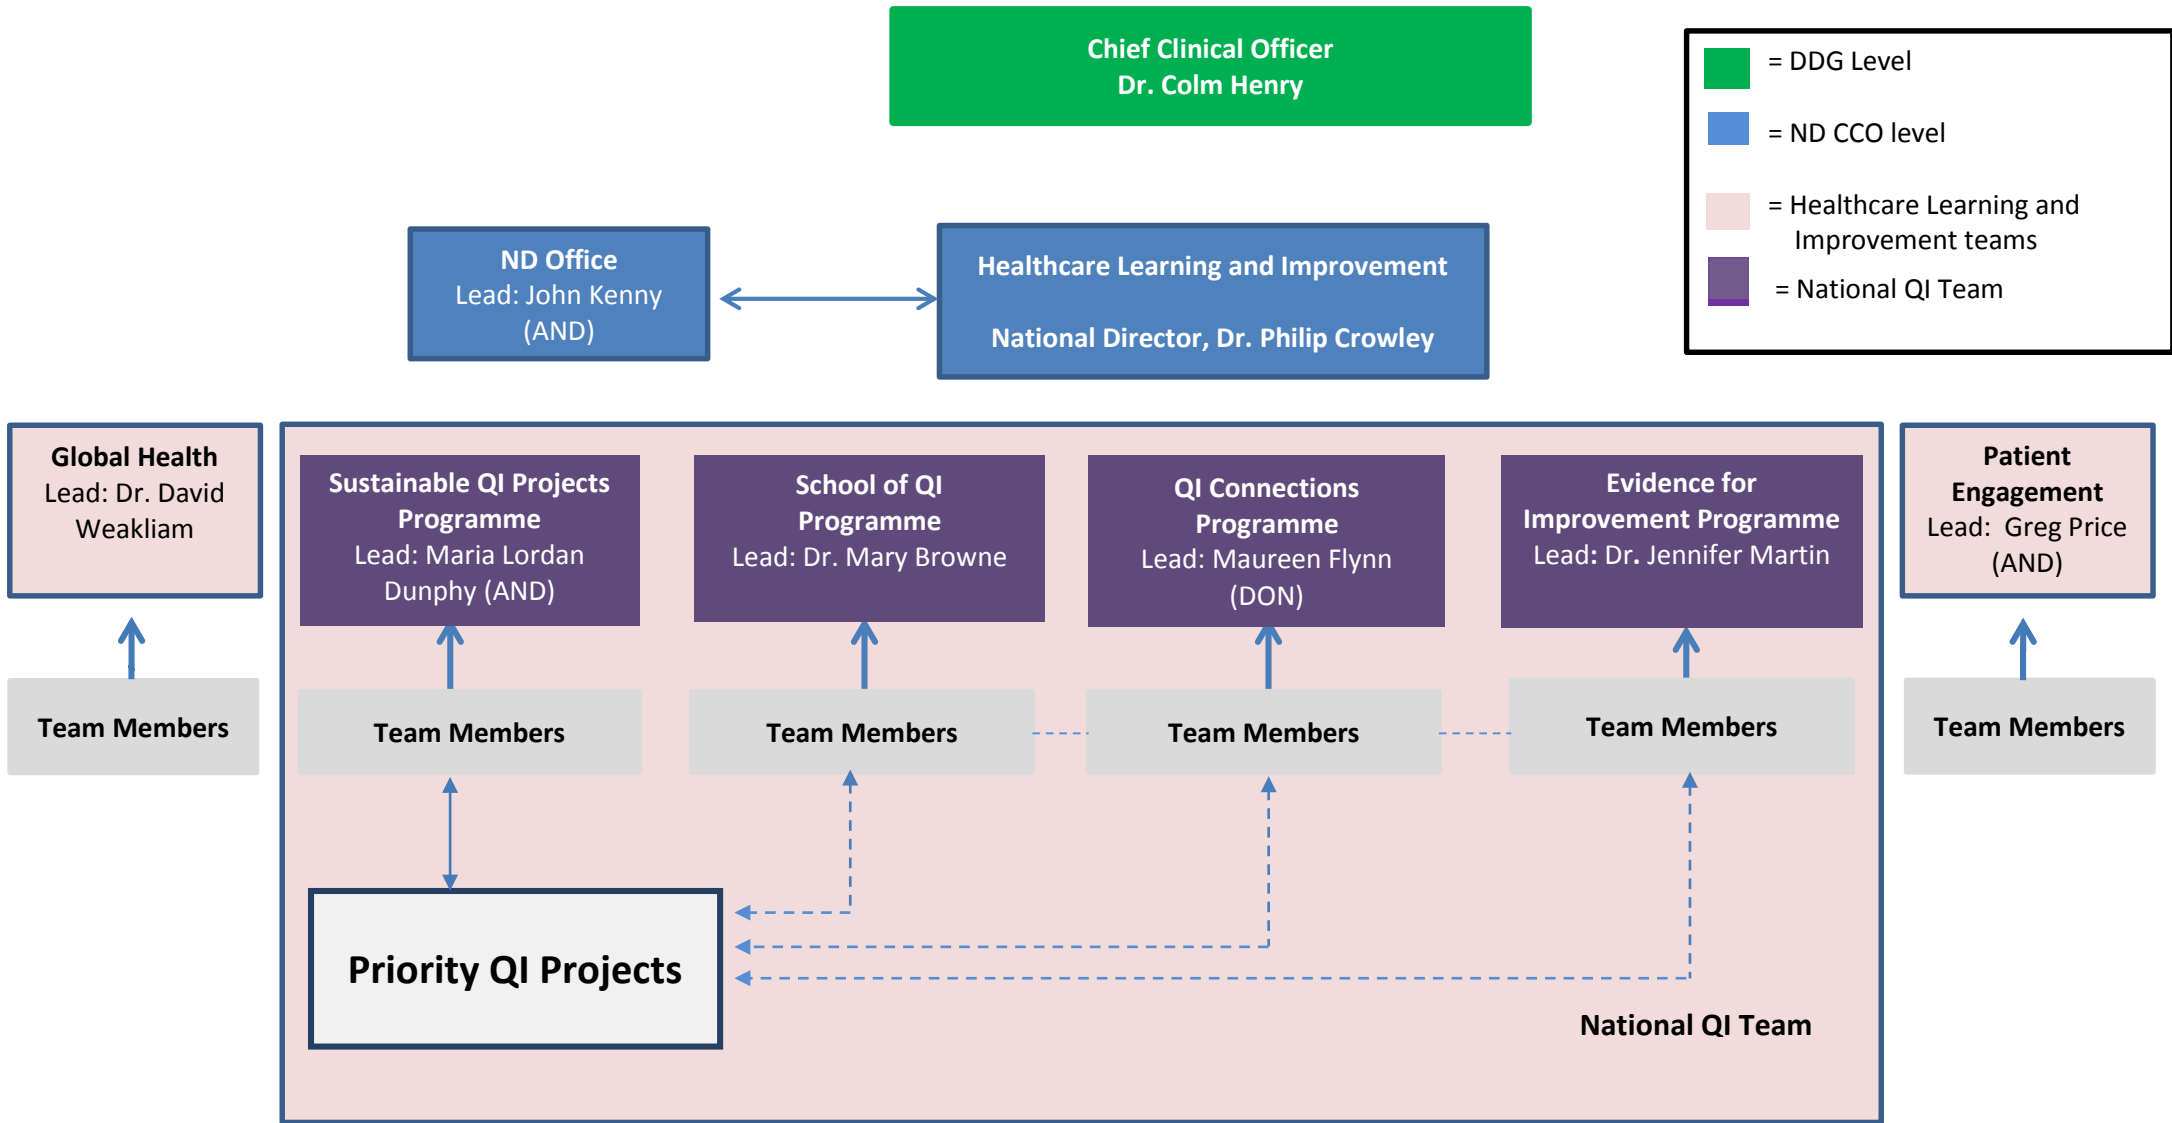 Chief Clinical Officer
Dr. Colm Henry
= DDG Level
= ND CCO level
= Healthcare Learning and
Improvement teams
= National QI Team
ND Office
Lead: John Kenny
(AND)
Healthcare Learning and Improvement
National Director, Dr. Philip Crowley
Global Health
Lead: Dr. David
Weakliam
Sustainable QI Projects
Programme
Lead: Maria Lordan
Dunphy (AND)
School of QI
Programme
Lead: Dr. Mary Browne
QI Connections
Programme
Lead: Maureen Flynn
(DON)
Evidence for
Improvement Programme
Lead: Dr. Jennifer Martin
Patient
Engagement
Lead:  Greg Price
(AND)
Team Members
Team Members
Team Members
Team Members
Team Members
Team Members
Priority QI Projects
National QI Team